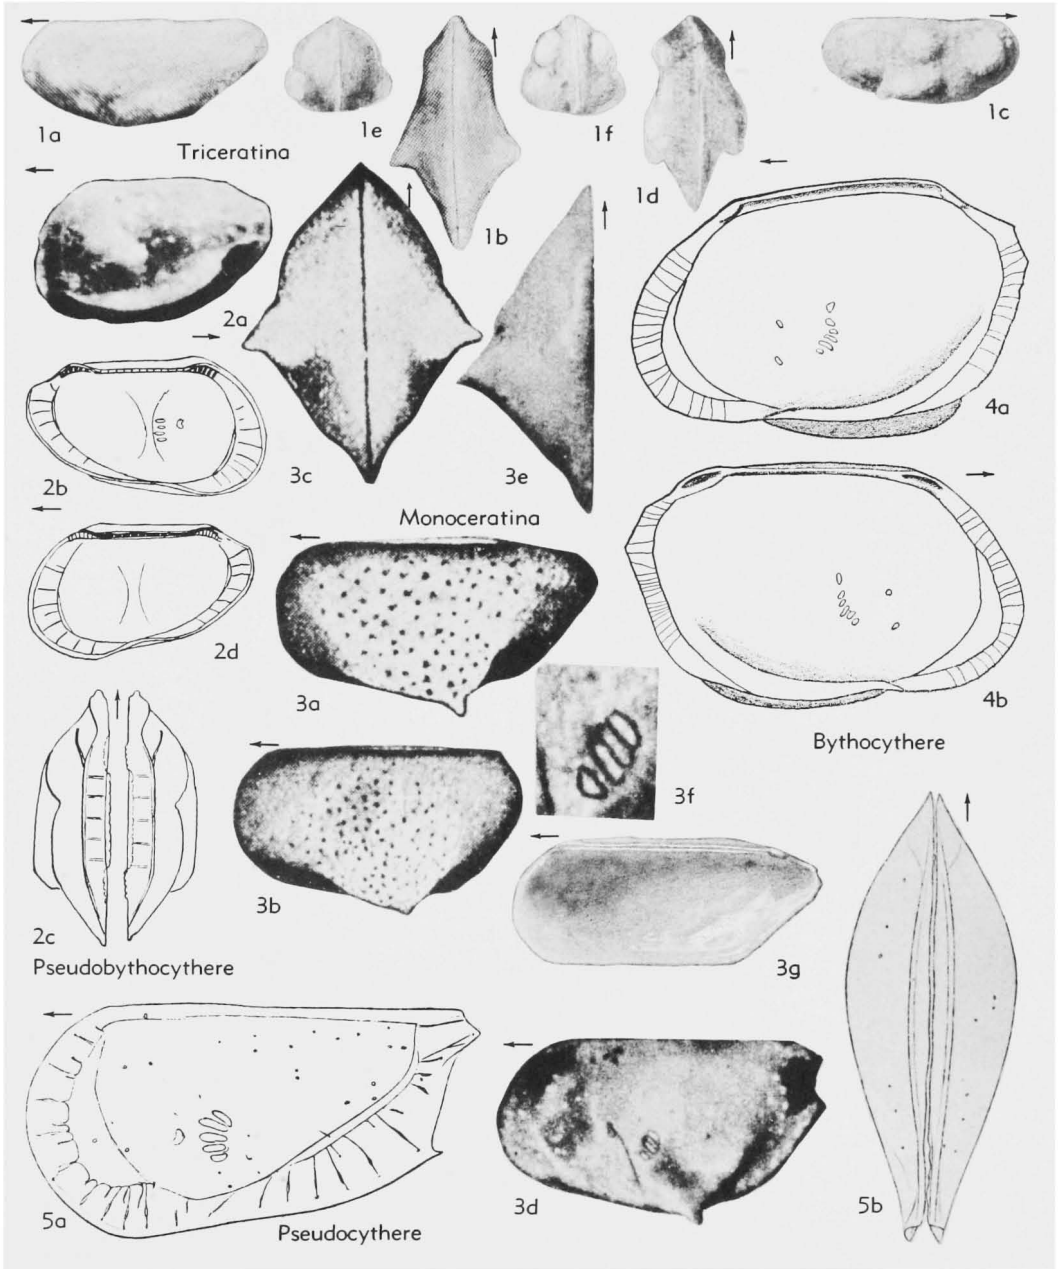 1a
1e
1b
1f
1d
1c
Triceratina
2a
3c
3e
4a
2b
Monoceratina
2d
3a
4b
Bythocythere
3f
2c
3b
Pseudobythocythere
3g
5a
3d
5b
Pseudocythere